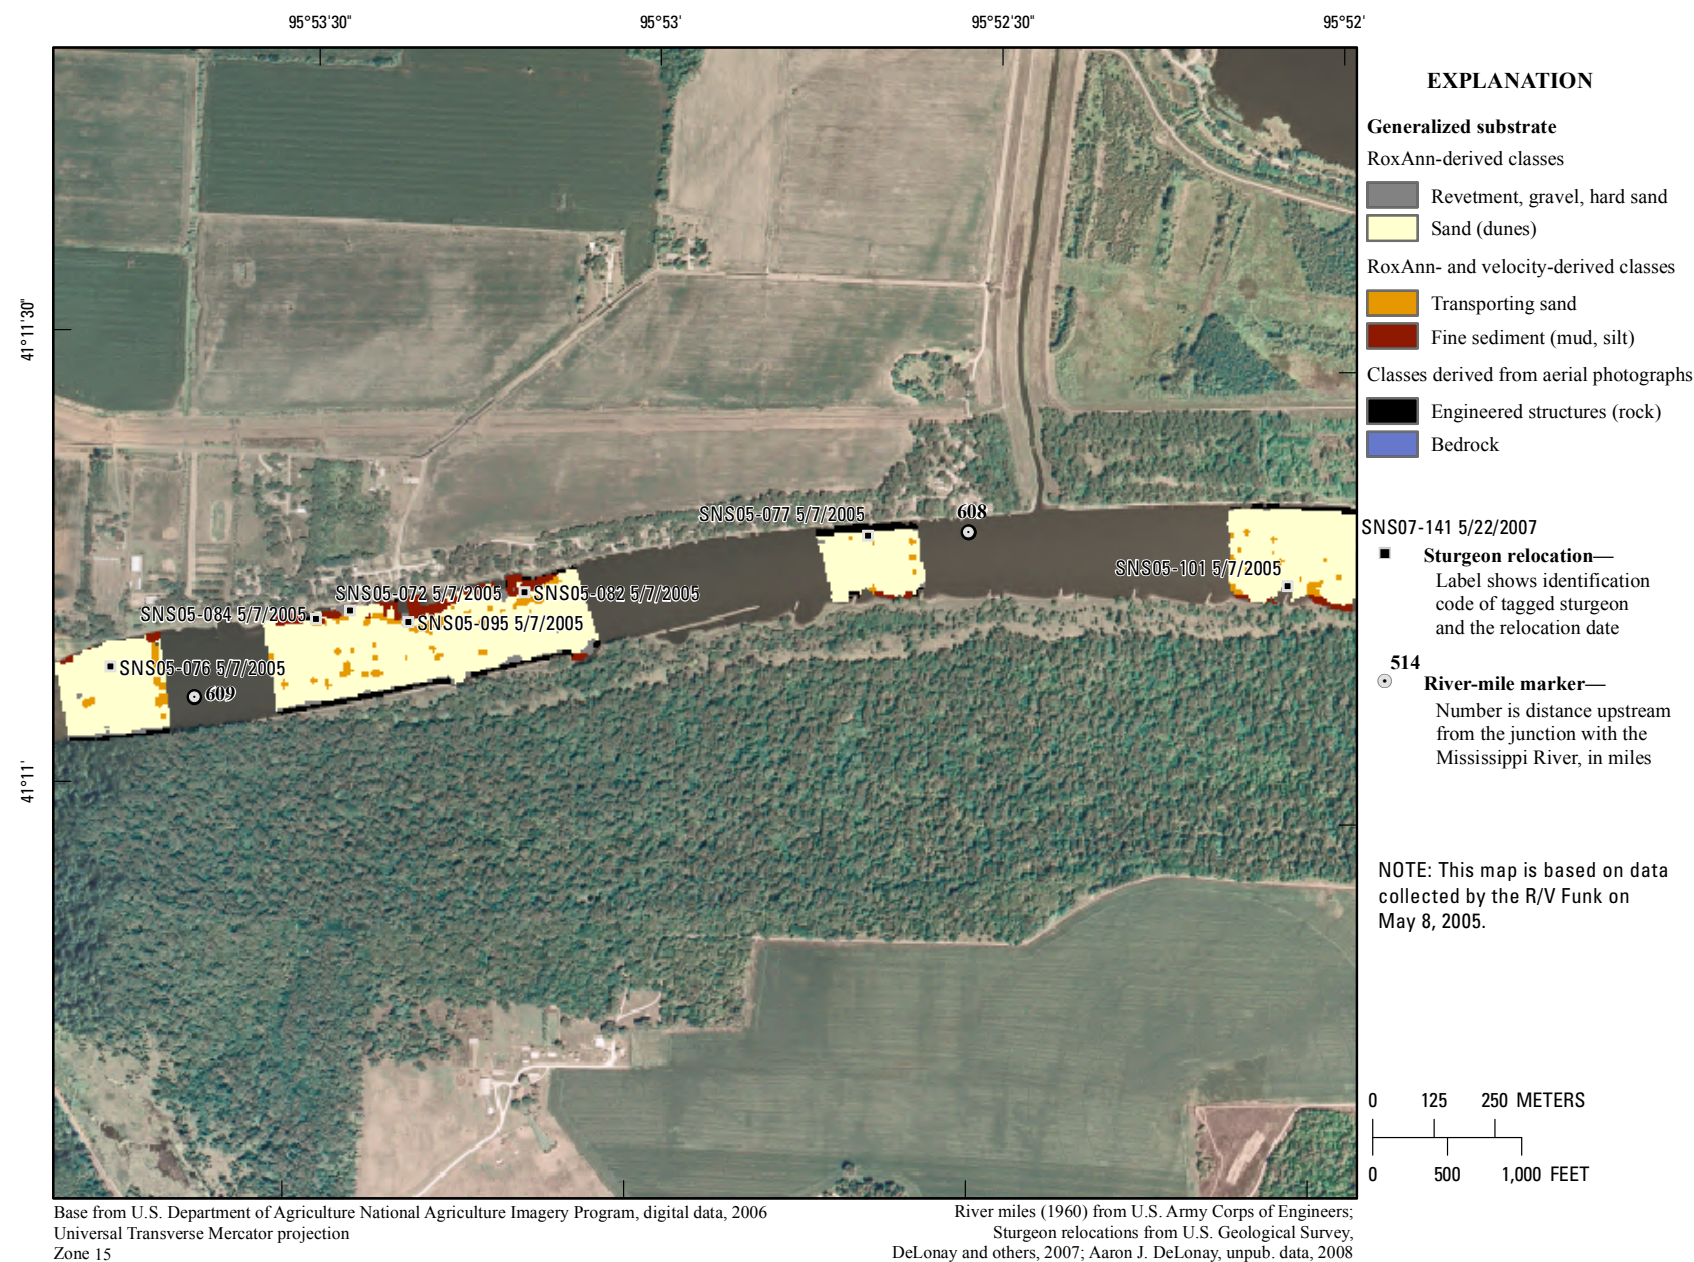 95°53'30"
95°53'
95°52'30"
95°52'
41°11'30"
41°11'
SNS05-077 5/7/2005
608
SNS05-101 5/7/2005
SNS05-072 5/7/2005
SNS05-082 5/7/2005
SNS05-084 5/7/2005
SNS05-095 5/7/2005
SNS05-076 5/7/2005
609
EXPLANATION
Generalized substrate
RoxAnn-derived classes
Revetment, gravel, hard sand
Sand (dunes)
RoxAnn- and velocity-derived classes
Transporting sand
Fine sediment (mud, silt)
Classes derived from aerial photographs
Engineered structures (rock)
Bedrock
SNS07-141 5/22/2007
Sturgeon relocation—
Label shows identification
code of tagged sturgeon
and the relocation date
514
River-mile marker—
Number is distance upstream
from the junction with the
Mississippi River, in miles
NOTE: This map is based on data
collected by the R/V Funk on
May 8, 2005.
0 125 250 METERS
0 500 1,000 FEET
Base from U.S. Department of Agriculture National Agriculture Imagery Program, digital data, 2006
Universal Transverse Mercator projection
Zone 15
River miles (1960) from U.S. Army Corps of Engineers;
Sturgeon relocations from U.S. Geological Survey,
DeLonay and others, 2007; Aaron J. DeLonay, unpub. data, 2008